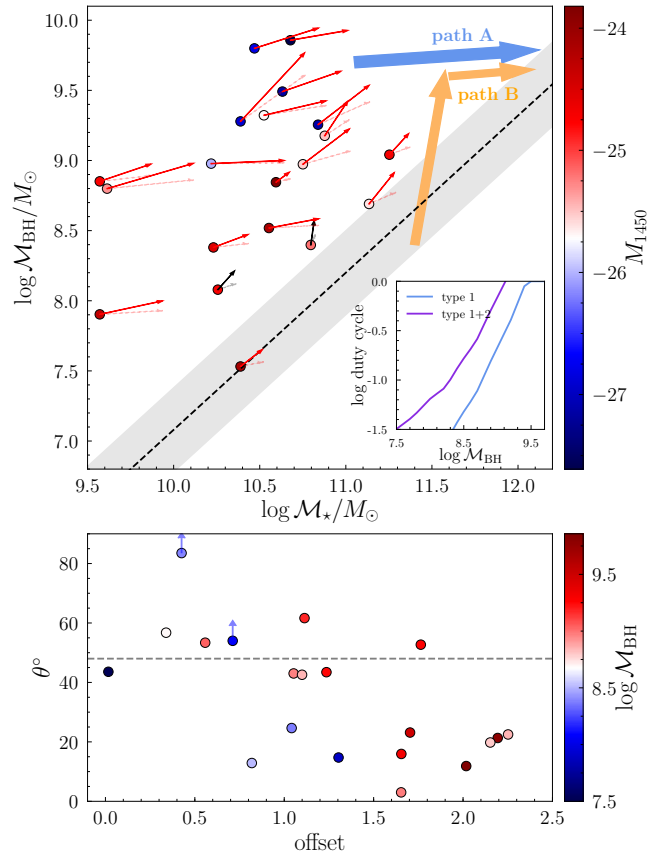 10.0
9.5
9.0
8.5
8.0
7.5
7.0
log M_BH/M_⊙
path A
path B
log duty cycle
0.0
-0.5
-1.0
-1.5
type 1
type 1+2
7.5 8.5 9.5
log M_BH
9.5 10.0 10.5 11.0 11.5 12.0
log M_⋆/M_⊙
−24
−25
−26
−27
M_1450
80
60
40
20
0
θ°
0.0 0.5 1.0 1.5 2.0 2.5
offset
9.5
8.5
7.5
log M_BH